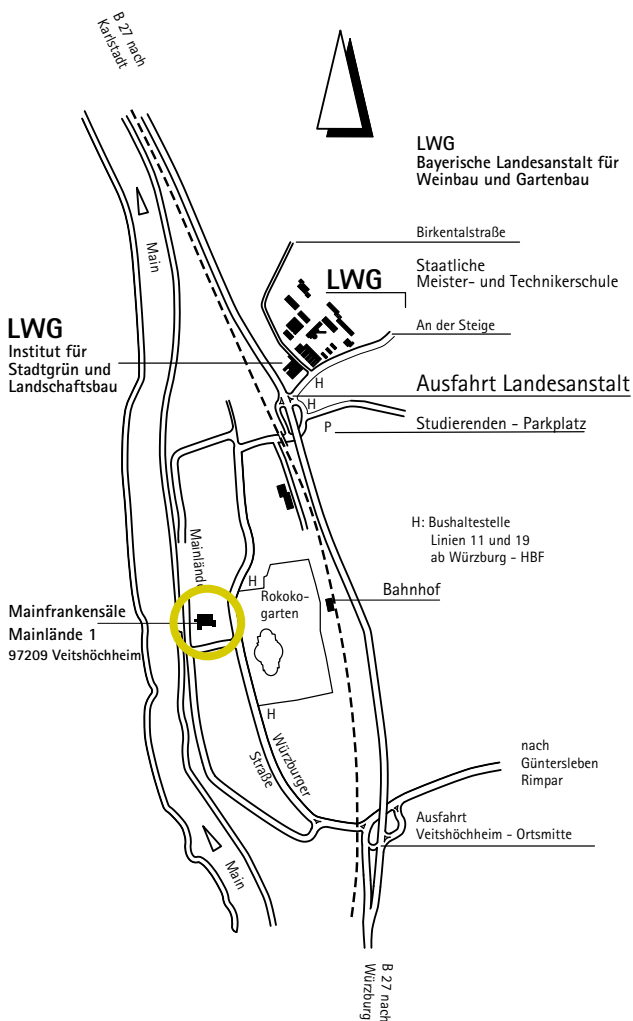 B 27 nach
Karlstadt
LWG
Bayerische Landesanstalt für
Weinbau und Gartenbau
Main
Birkentalstraße
LWG
Staatliche
Meister- und Technikerschule
An der Steige
LWG
Institut für
Stadtgrün und
Landschaftsbau
H
H
Ausfahrt Landesanstalt
P
Studierenden - Parkplatz
H: Bushaltestelle
Linien 11 und 19
ab Würzburg - HBF
Mainlände
H
Rokoko-
garten
Bahnhof
Mainfrankensäle
Mainlände 1
97209 Veitshöchheim
H
Würzburger
Straße
nach
Güntersleben
Rimpar
Ausfahrt
Veitshöchheim - Ortsmitte
Main
B 27 nach
Würzburg